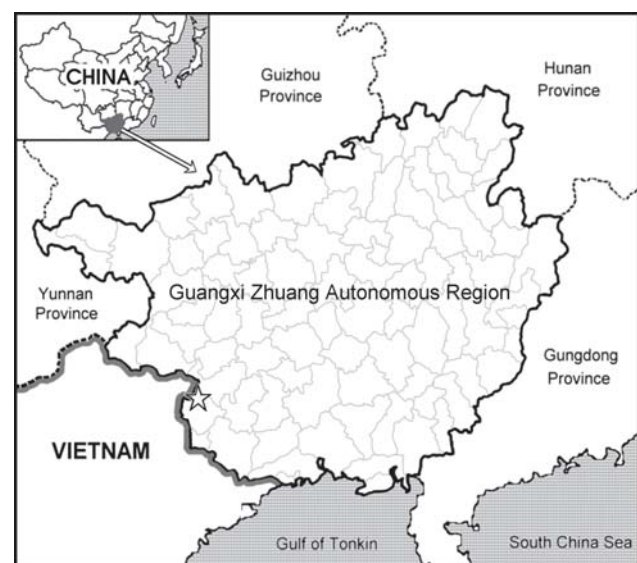 CHINA
Guizhou
Province
Hunan
Province
Yunnan
Province
Guangxi Zhuang Autonomous Region
Gungdong
Province
VIETNAM
Gulf of Tonkin
South China Sea